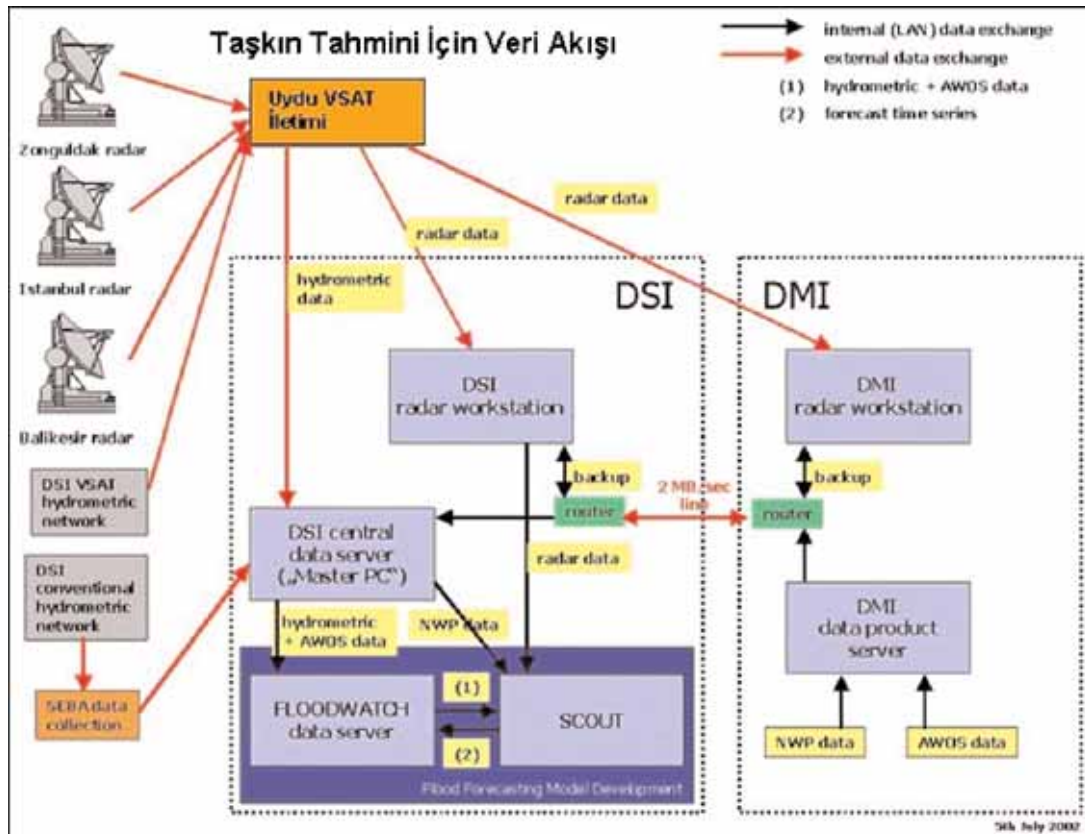 Taşkın Tahmini İçin Veri Akışı
internal (LAN) data exchange
external data exchange
(1) hydrometric + AWOS data
(2) forecast time series
Uydu VSAT
İletimi
Zonguldak radar
Istanbul radar
Balikesir radar
radar data
radar data
hydrometric
data
DSI
DMI
DSI
radar workstation
DMI
radar workstation
DSI VSAT
hydrometric
network
backup
router
2 MB/sec
line
backup
router
DSI central
data server
(„Master PC“)
radar data
DSI
conventional
hydrometric
network
hydrometric
+ AWOS data
NWP data
DMI
data product
server
SEBA data
collection
FLOODWATCH
data server
(1)
(2)
SCOUT
NWP data
AWOS data
Flood Forecasting Model Development
5th July 2002